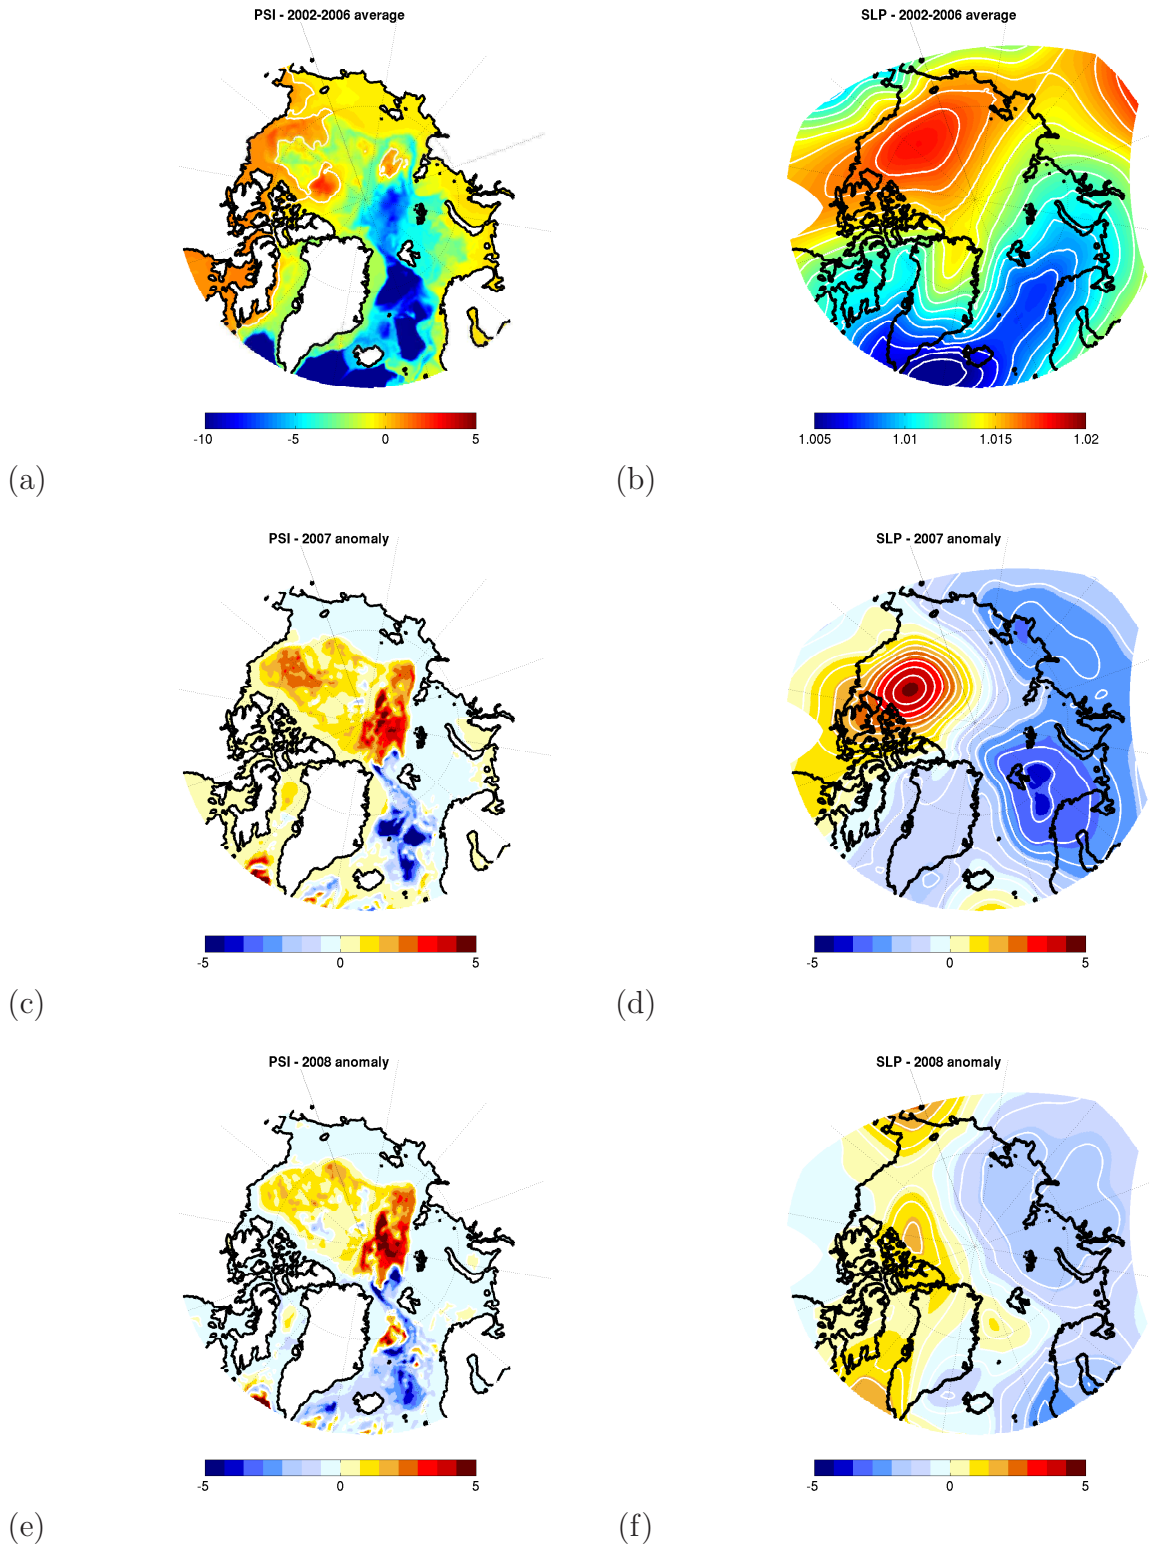 PSI - 2002-2006 average
SLP - 2002-2006 average
-10 -5 0 5
1.005 1.01 1.015 1.02
(a)
(b)
PSI - 2007 anomaly
SLP - 2007 anomaly
-5 0 5
-5 0 5
(c)
(d)
PSI - 2008 anomaly
SLP - 2008 anomaly
-5 0 5
-5 0 5
(e)
(f)